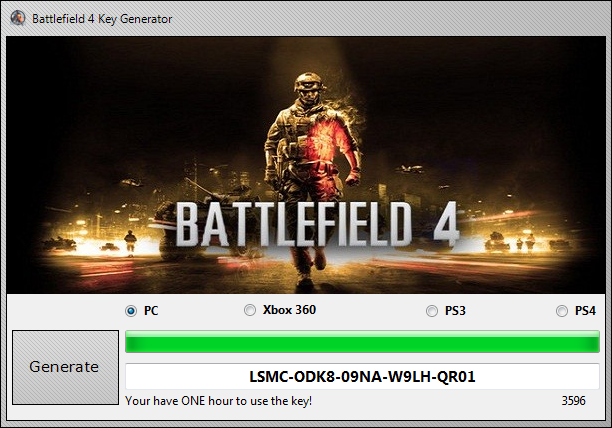 Battlefield 4 Key Generator
BATTLEFIELD 4
PC Xbox 360 PS3 PS4
Generate
LSMC-ODK8-09NA-W9LH-QR01
Your have ONE hour to use the key! 3596